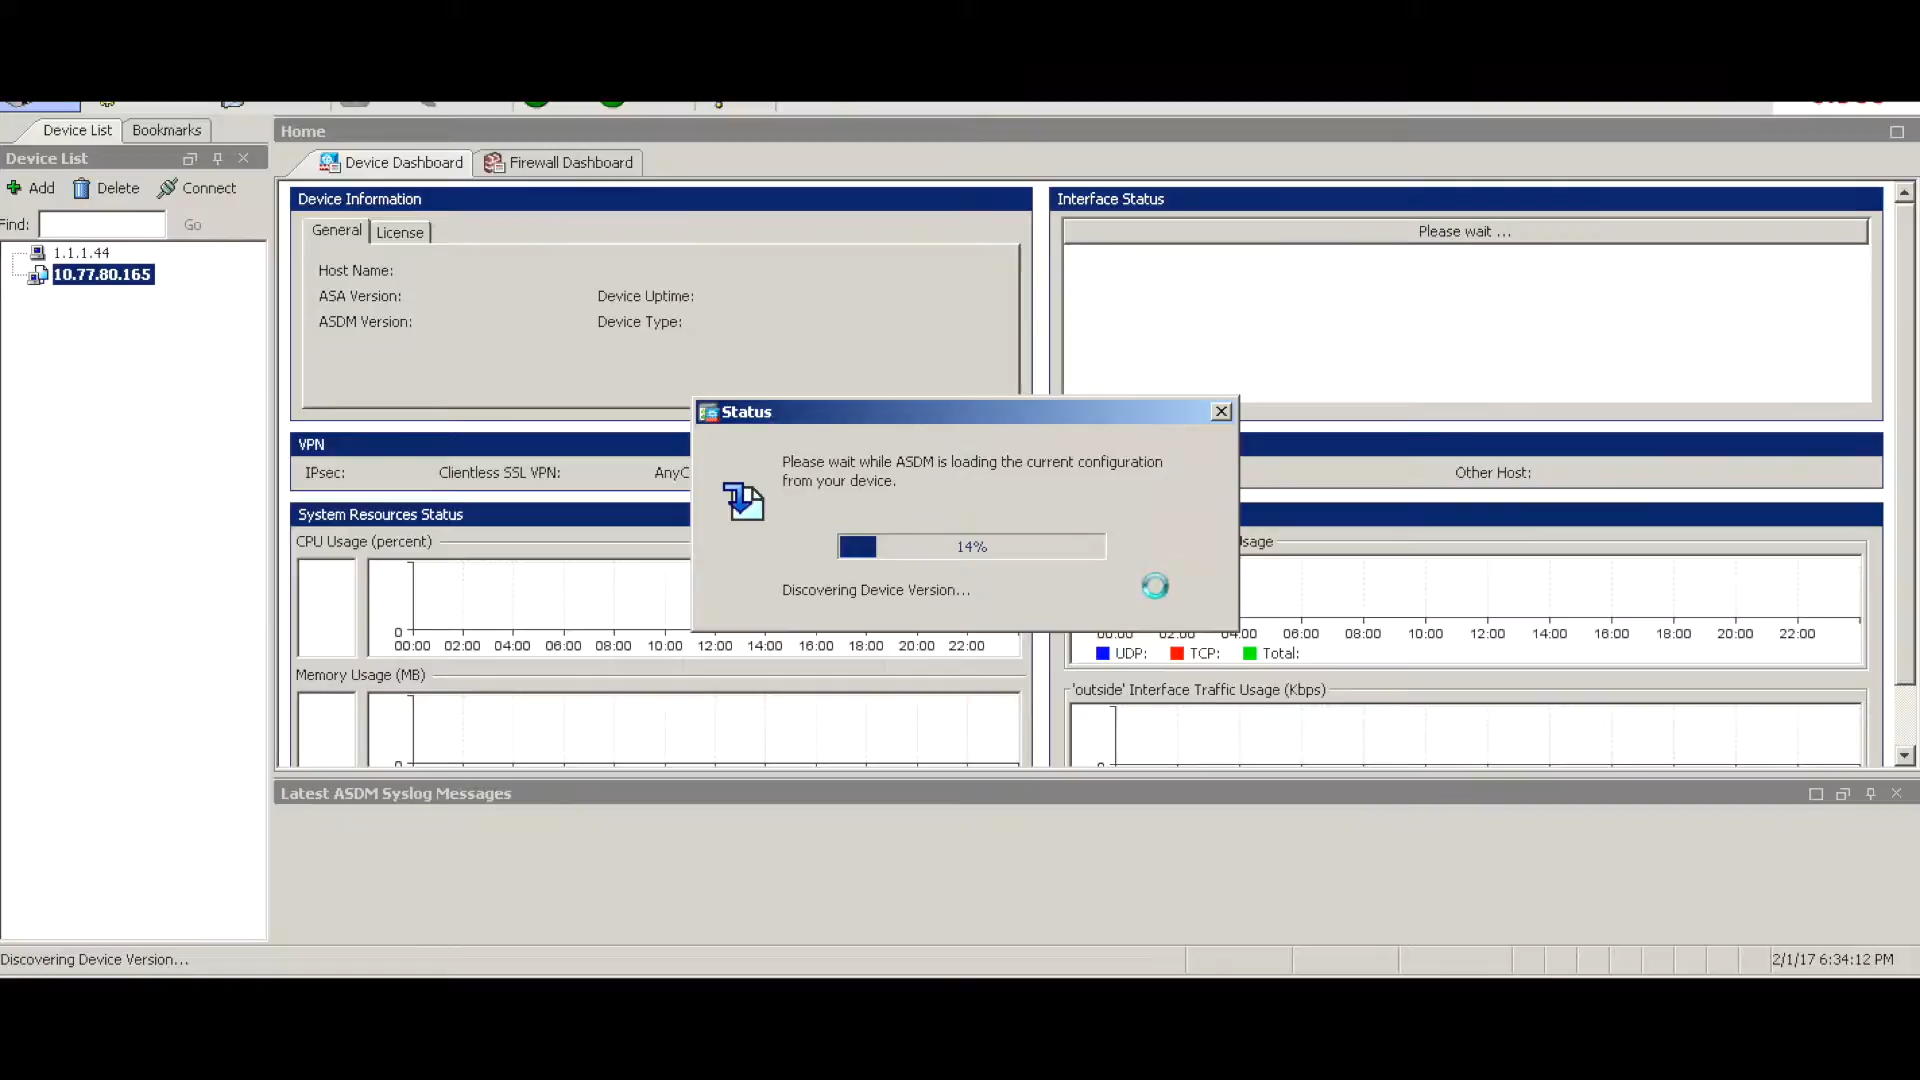 Device List
Bookmarks
Home
Device List
Device Dashboard
Firewall Dashboard
Add
Delete
Connect
Find:
Go
1.1.1.44
10.77.80.165
Device Information
General
License
Host Name:
ASA Version:
Device Uptime:
ASDM Version:
Device Type:
Interface Status
Please wait ...
Status
Please wait while ASDM is loading the current configuration
from your device.
14%
Discovering Device Version...
VPN
IPsec:
Clientless SSL VPN:
AnyC
Other Host:
System Resources Status
CPU Usage (percent)
0
00:00 02:00 04:00 06:00 08:00 10:00 12:00 14:00 16:00 18:00 20:00 22:00
Memory Usage (MB)
0
sage
00:00 02:00 04:00 06:00 08:00 10:00 12:00 14:00 16:00 18:00 20:00 22:00
UDP: TCP: Total:
'outside' Interface Traffic Usage (Kbps)
0
Latest ASDM Syslog Messages
Discovering Device Version...
2/1/17 6:34:12 PM